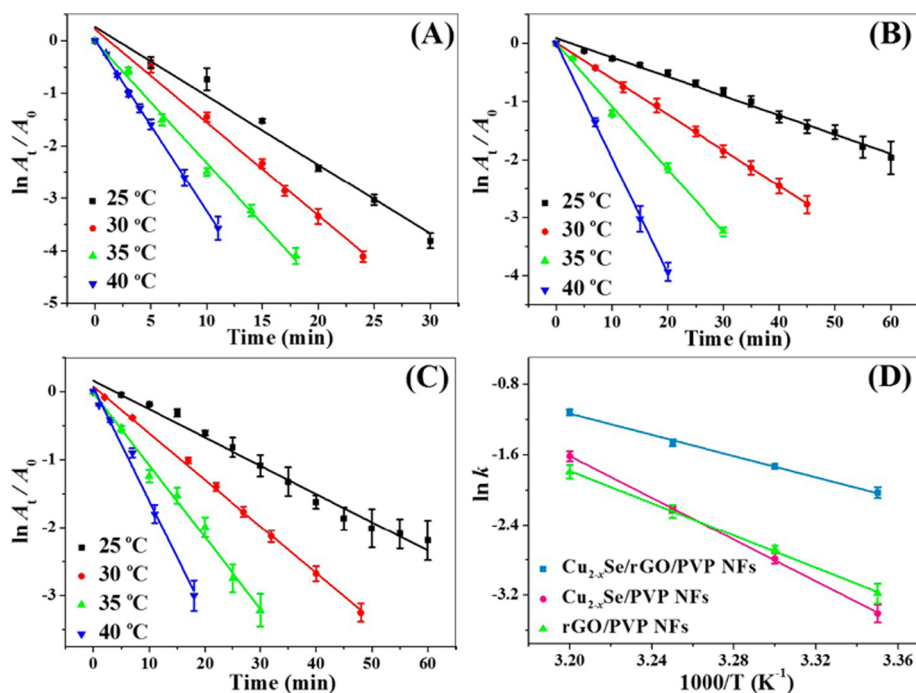 (A)
ln Aₜ / A₀
0
-1
-2
-3
-4
-5
25 °C
30 °C
35 °C
40 °C
0 5 10 15 20 25 30
Time (min)
(B)
ln Aₜ / A₀
0
-1
-2
-3
-4
25 °C
30 °C
35 °C
40 °C
0 10 20 30 40 50 60
Time (min)
(C)
ln Aₜ / A₀
0
-1
-2
-3
25 °C
30 °C
35 °C
40 °C
0 10 20 30 40 50 60
Time (min)
(D)
ln k
-0.8
-1.6
-2.4
-3.2
Cu₂₋ₓSe/rGO/PVP NFs
Cu₂₋ₓSe/PVP NFs
rGO/PVP NFs
3.20 3.24 3.28 3.32 3.36
1000/T (K⁻¹)